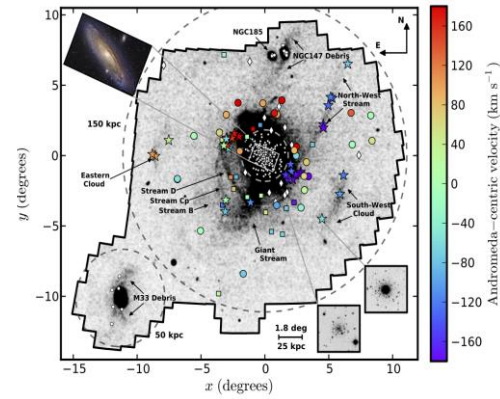 10
5
0
−5
−10
y (degrees)
−15
−10
−5
0
5
10
x (degrees)
NGC185
NGC147 Debris
N
E
North-West
Stream
150 kpc
Eastern
Cloud
Stream D
Stream Cp
Stream B
South-West
Cloud
Giant
Stream
M33 Debris
50 kpc
1.8 deg
25 kpc
160
120
80
40
0
−40
−80
−120
−160
Andromeda−centric velocity (km s⁻¹)